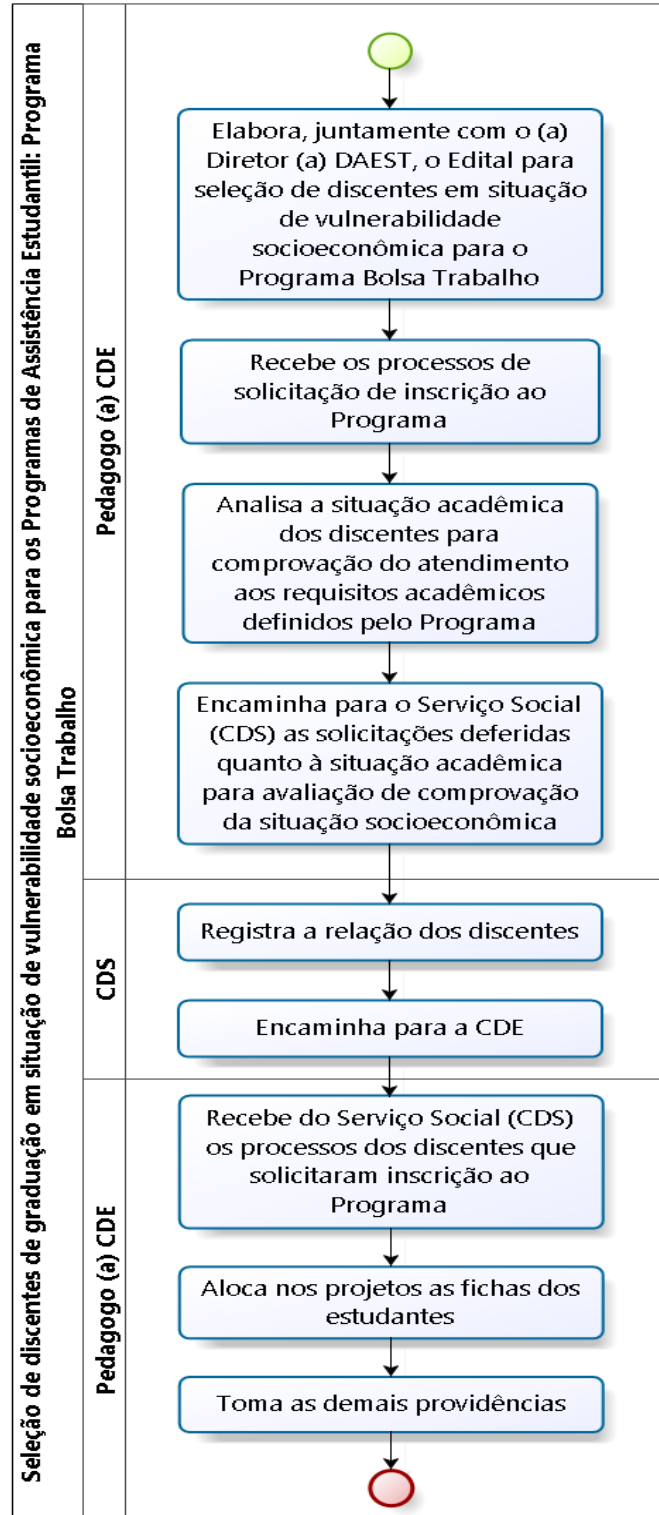 Seleção de discentes de graduação em situação de vulnerabilidade socioeconômica para os Programas de Assistência Estudantil: Programa
Bolsa Trabalho
Pedagogo (a) CDE
Elabora, juntamente com o (a)
Diretor (a) DAEST, o Edital para
seleção de discentes em situação
de vulnerabilidade
socioeconômica para o
Programa Bolsa Trabalho
Recebe os processos de
solicitação de inscrição ao
Programa
Analisa a situação acadêmica
dos discentes para
comprovação do atendimento
aos requisitos acadêmicos
definidos pelo Programa
Encaminha para o Serviço Social
(CDS) as solicitações deferidas
quanto à situação acadêmica
para avaliação de comprovação
da situação socioeconômica
CDS
Registra a relação dos discentes
Encaminha para a CDE
Pedagogo (a) CDE
Recebe do Serviço Social (CDS)
os processos dos discentes que
solicitaram inscrição ao
Programa
Aloca nos projetos as fichas dos
estudantes
Toma as demais providências